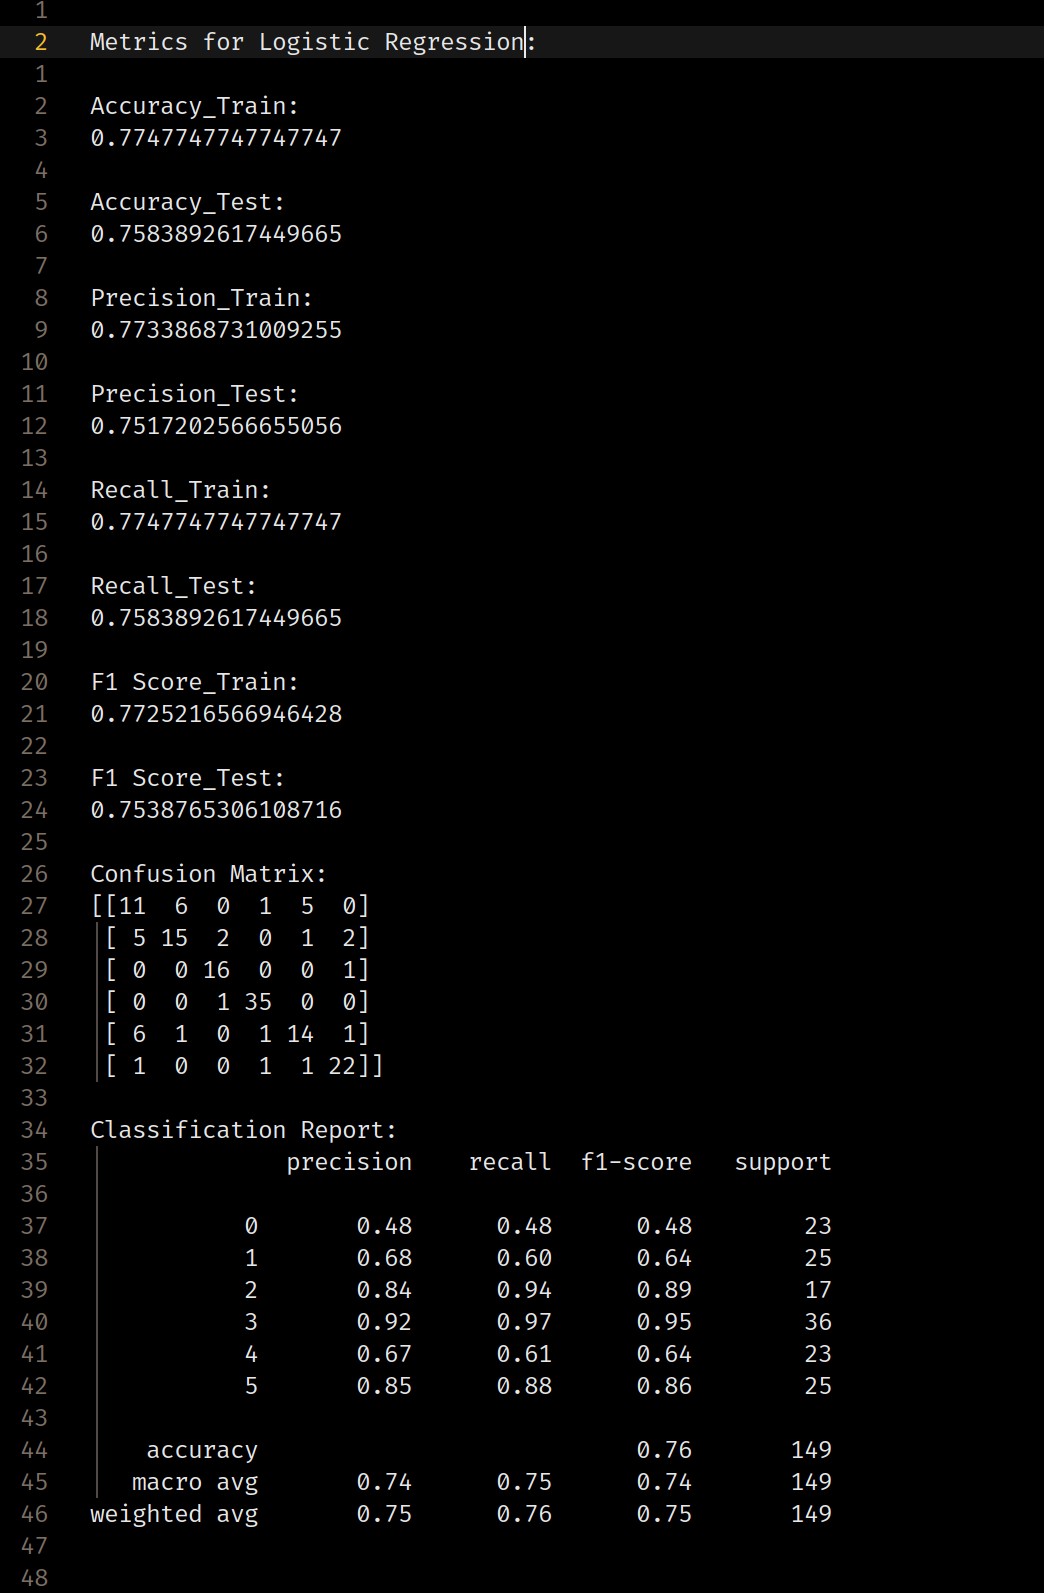 1
2 Metrics for Logistic Regression:
1
2 Accuracy_Train:
3 0.7747747747747747
4
5 Accuracy_Test:
6 0.7583892617449665
7
8 Precision_Train:
9 0.7733868731009255
10
11 Precision_Test:
12 0.7517202566655056
13
14 Recall_Train:
15 0.7747747747747747
16
17 Recall_Test:
18 0.7583892617449665
19
20 F1 Score_Train:
21 0.7725216566946428
22
23 F1 Score_Test:
24 0.7538765306108716
25
26 Confusion Matrix:
27 [[11  6  0  1  5  0]
28  [ 5 15  2  0  1  2]
29  [ 0  0 16  0  0  1]
30  [ 0  0  1 35  0  0]
31  [ 6  1  0  1 14  1]
32  [ 1  0  0  1  1 22]]
33
34 Classification Report:
35               precision    recall  f1-score   support
36
37            0       0.48      0.48      0.48        23
38            1       0.68      0.60      0.64        25
39            2       0.84      0.94      0.89        17
40            3       0.92      0.97      0.95        36
41            4       0.67      0.61      0.64        23
42            5       0.85      0.88      0.86        25
43
44     accuracy                           0.76       149
45    macro avg       0.74      0.75      0.74       149
46 weighted avg       0.75      0.76      0.75       149
47
48